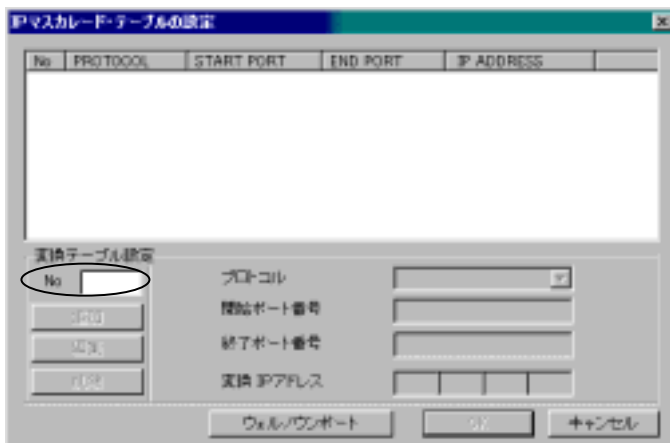 IPマスカレード・テーブルの設定
No PROTOCOL START PORT END PORT IP ADDRESS
変換テーブル設定
No
プロトコル
開始ポート番号
終了ポート番号
変換 IPアドレス
ウェルノウンポート OK キャンセル